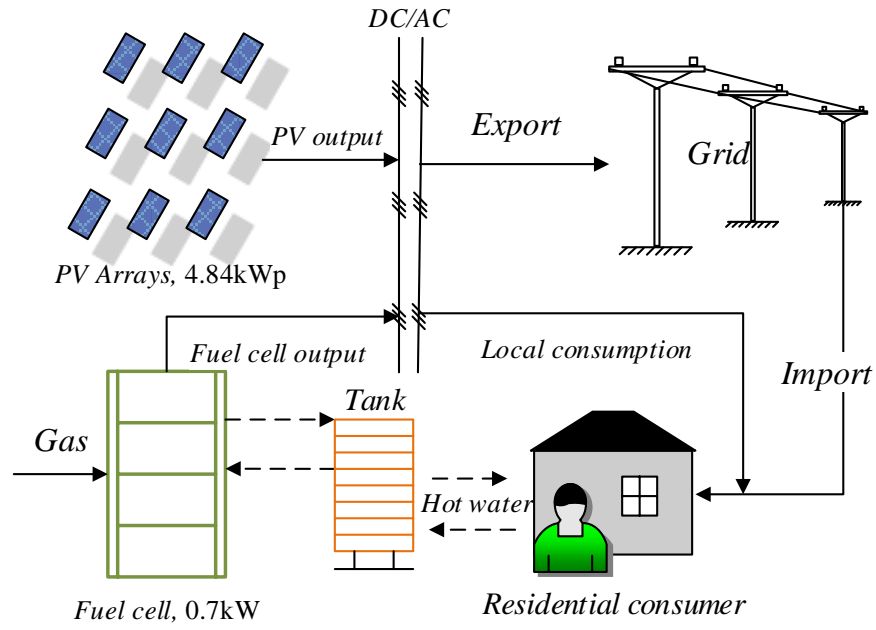 DC/AC
PV output
Export
Grid
PV Arrays, 4.84kWp
Fuel cell output
Local consumption
Import
Tank
Gas
Hot water
Fuel cell, 0.7kW
Residential consumer